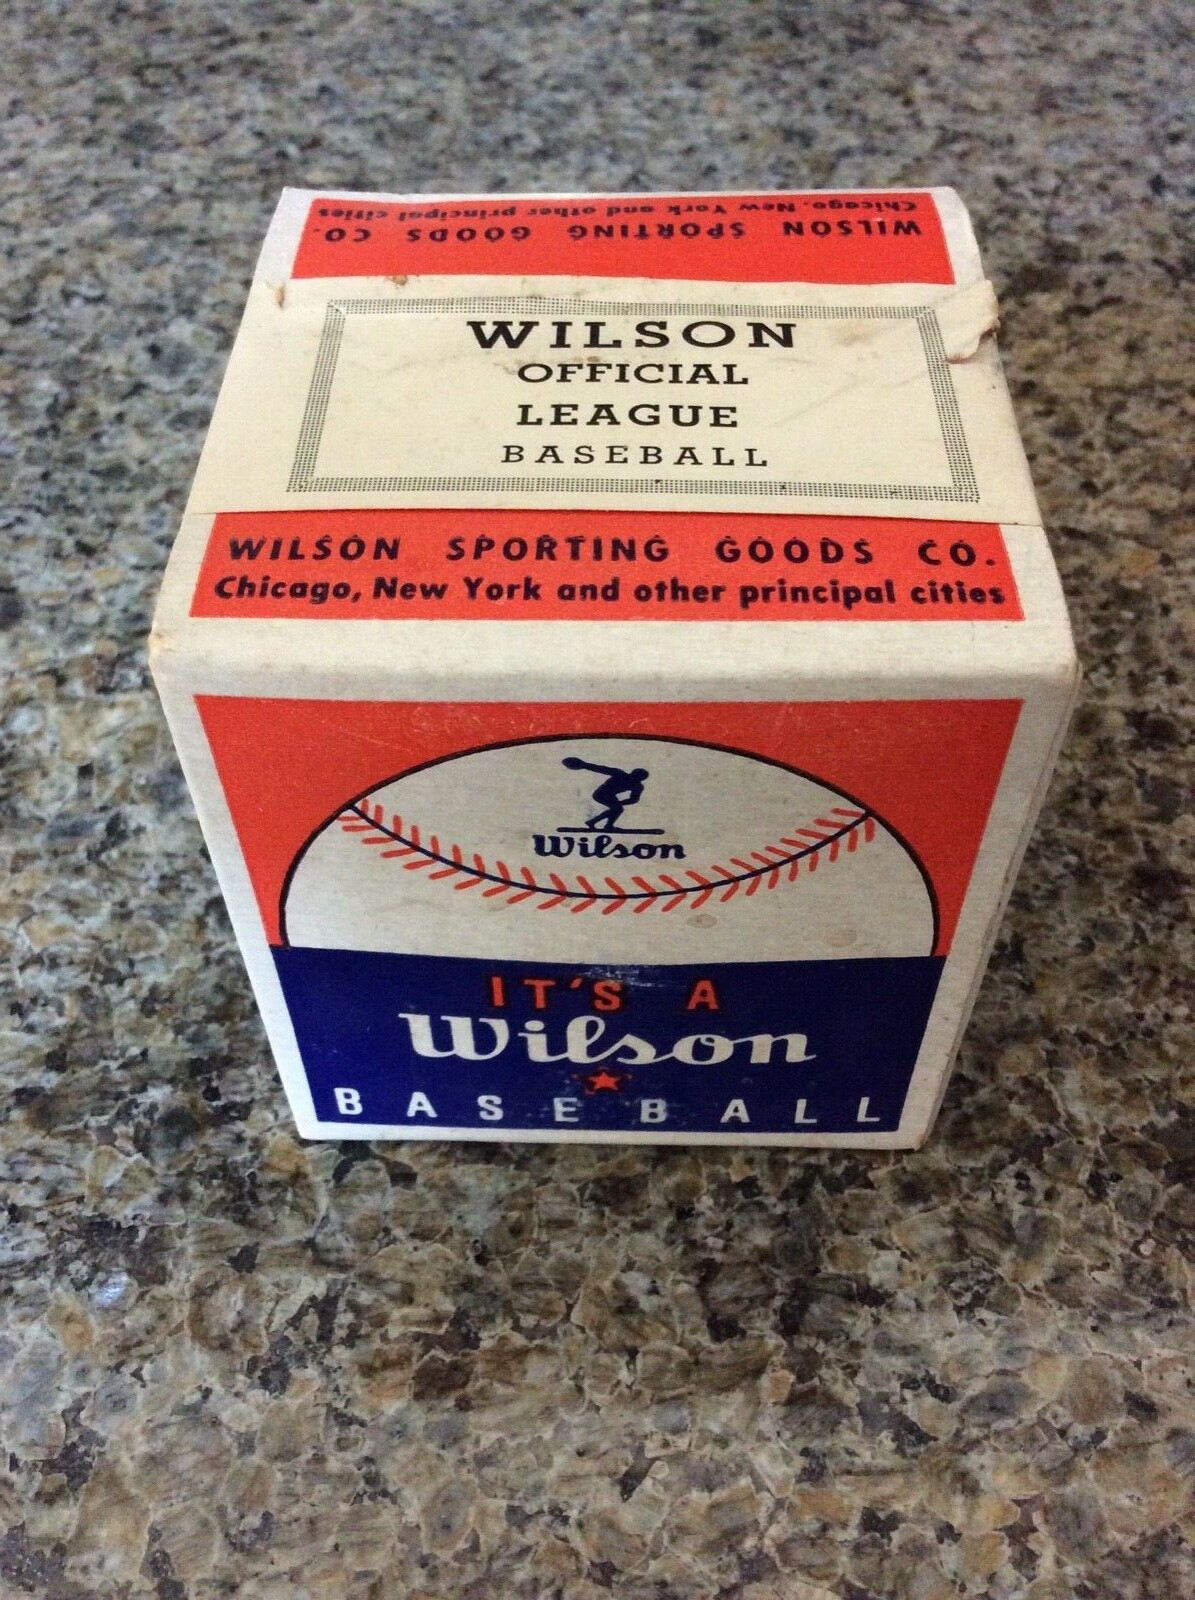 WILSON SPORTING GOODS CO.
Chicago, New York and other principal cities
WILSON
OFFICIAL
LEAGUE
BASEBALL
WILSON SPORTING GOODS CO.
Chicago, New York and other principal cities
Wilson
IT'S A
Wilson
BASEBALL